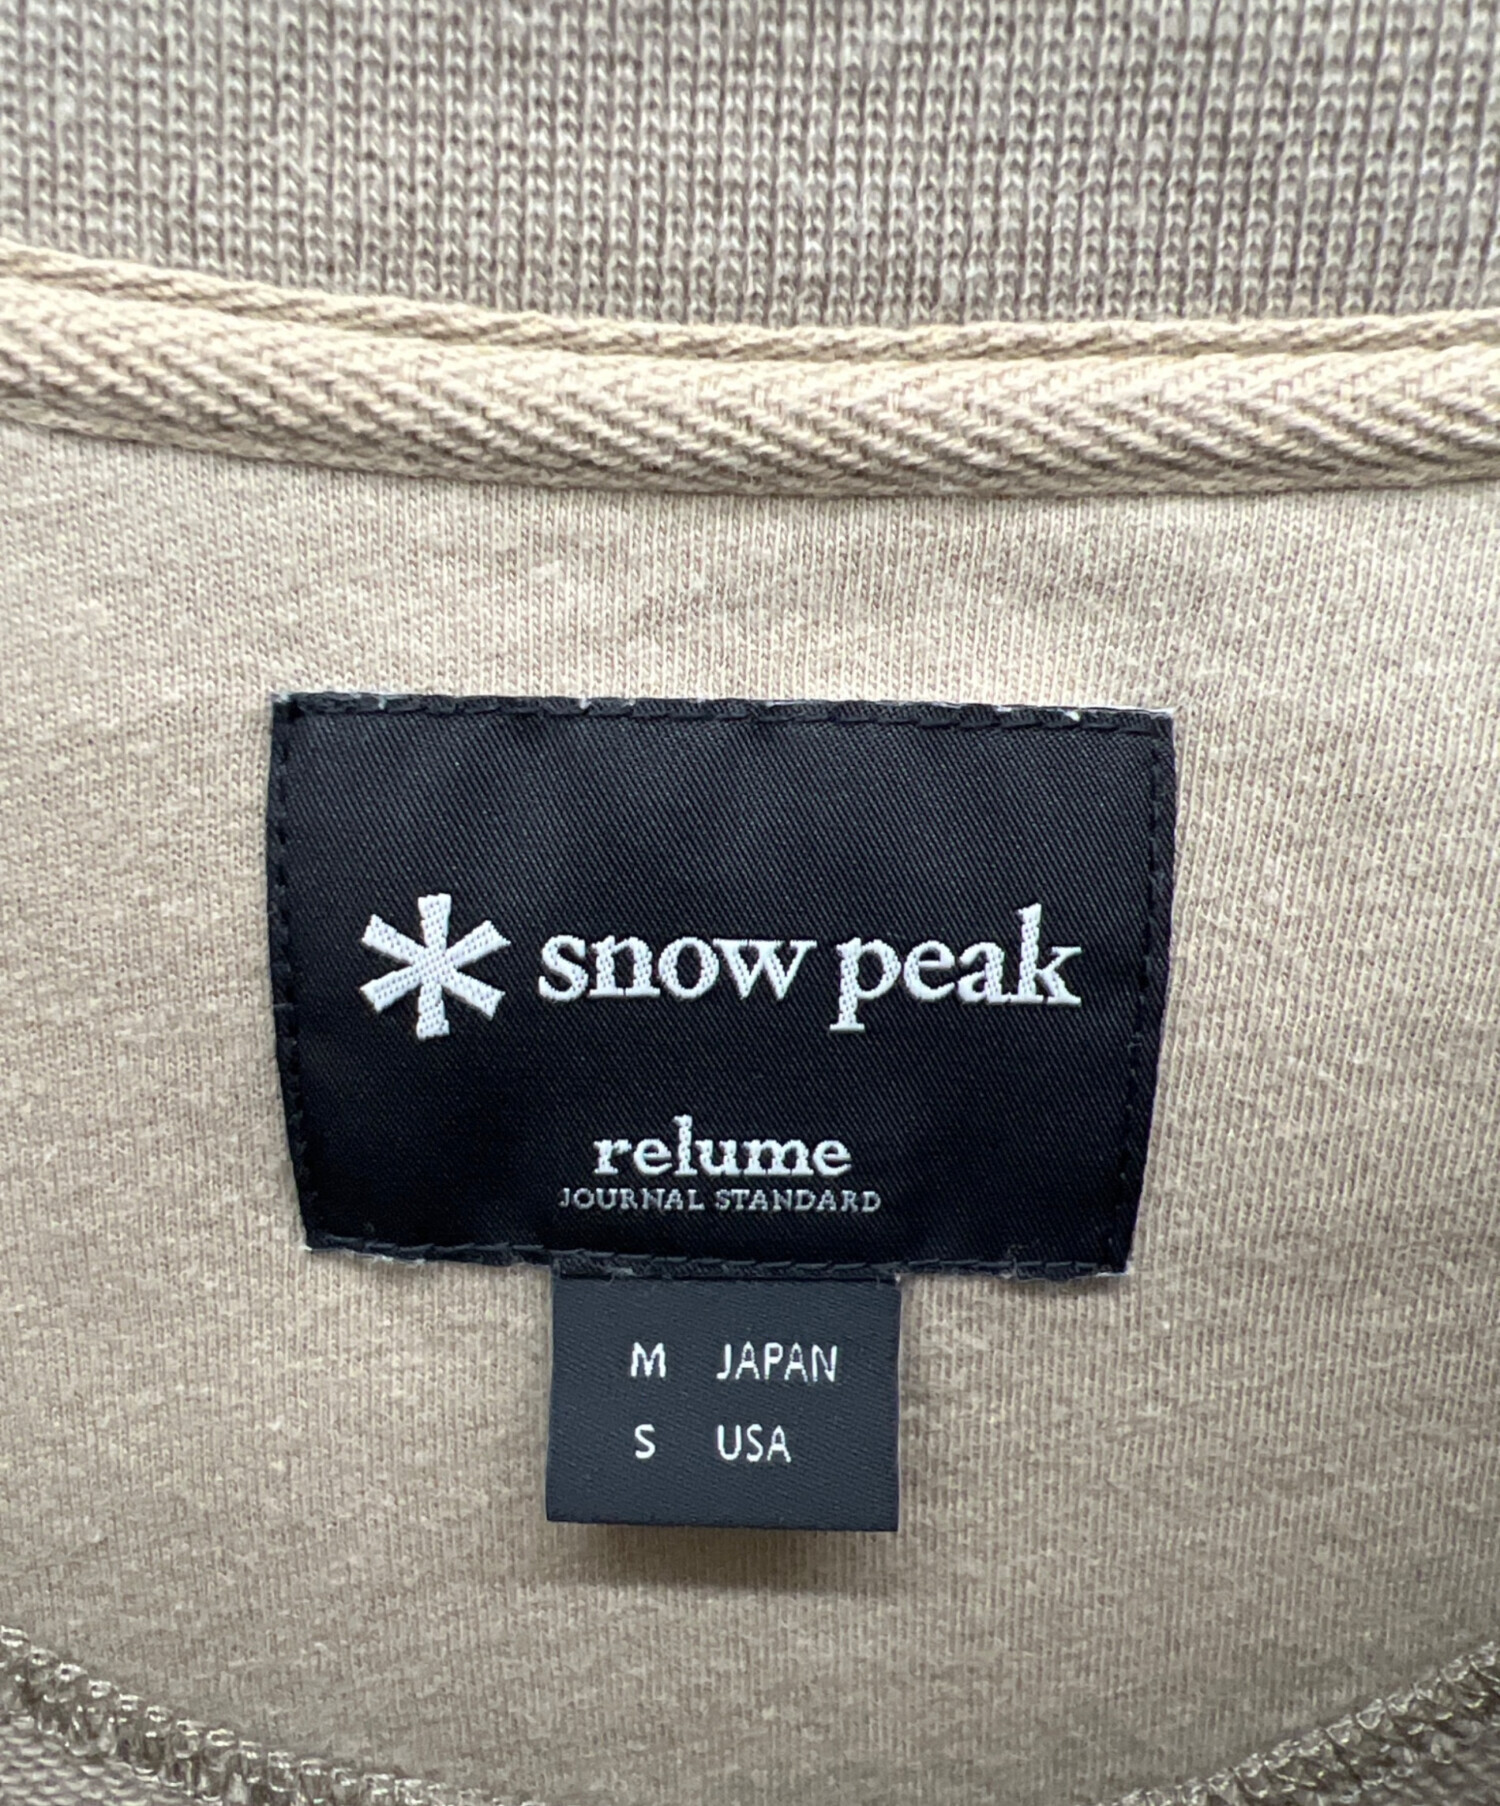 snow peak
relume
JOURNAL STANDARD
M JAPAN
S USA